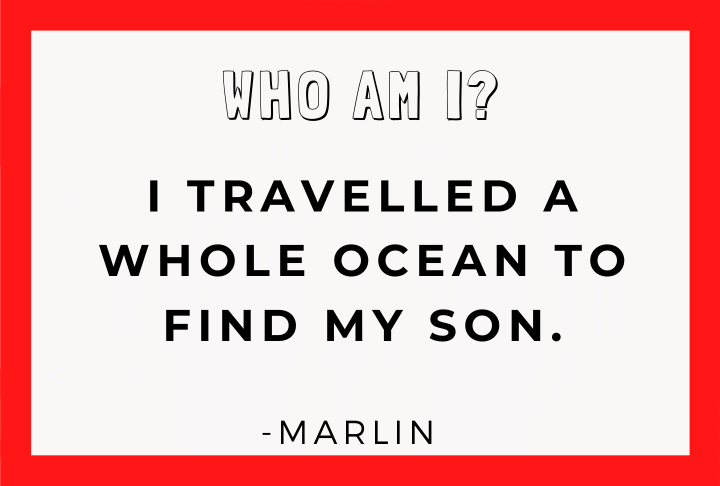 WHO AM I?
I TRAVELLED A
WHOLE OCEAN TO
FIND MY SON.
-MARLIN